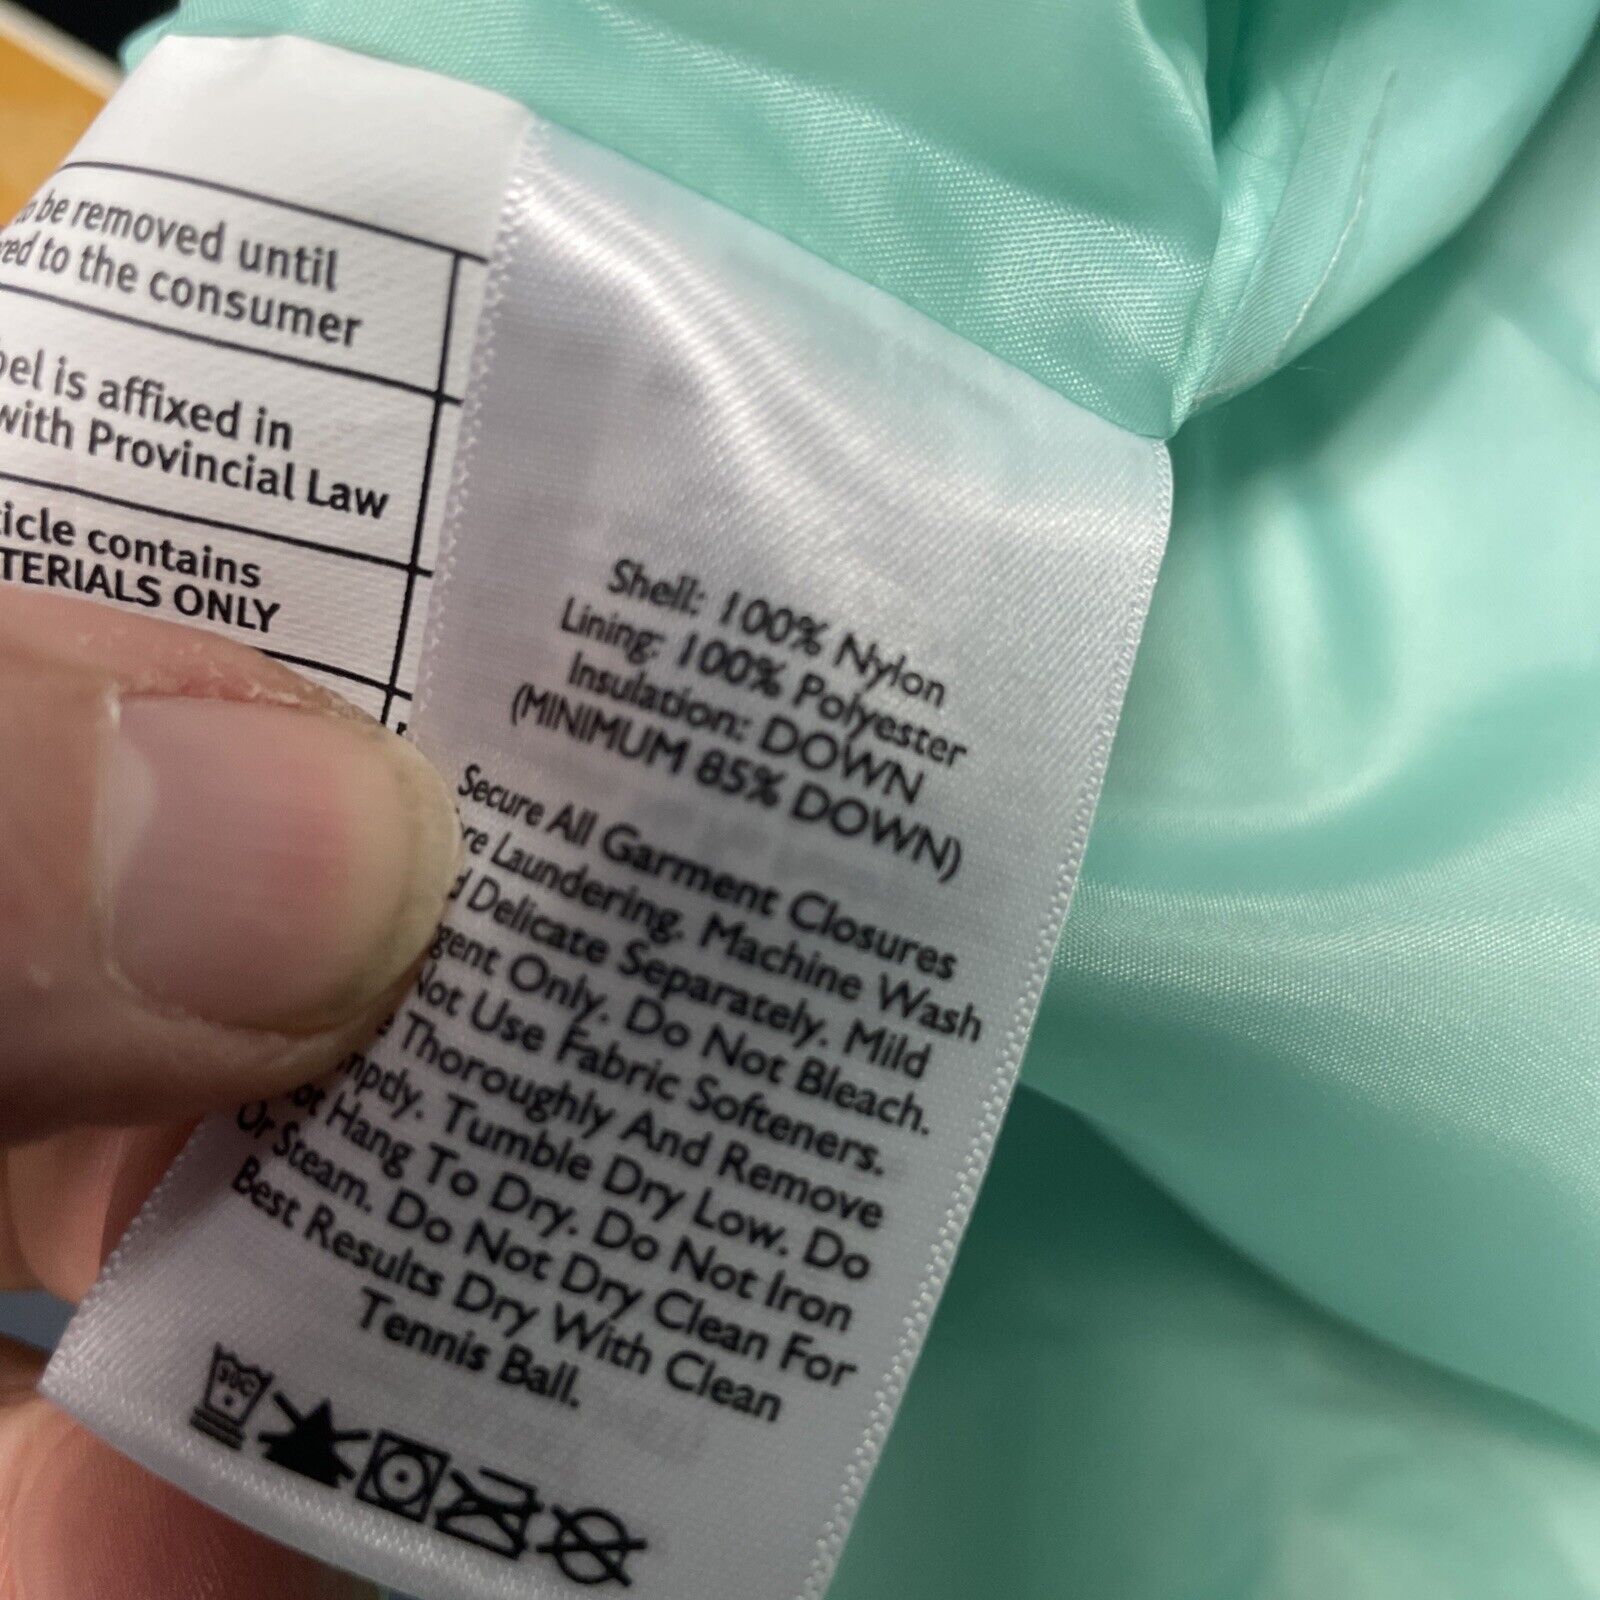 be removed until
to the consumer
is affixed in
with Provincial Law
contains
ONLY
Shell: 100% Nylon
Lining: 100% Polyester
Insulation: DOWN
(MINIMUM 85% DOWN)
Secure All Garment Closures
Laundering. Machine Wash
Delicate Separately. Mild
Only. Do Not Bleach.
Not Use Fabric Softeners.
Thoroughly And Remove
Tumble Dry Low. Do
Hang To Dry. Do Not Iron
Or Steam. Do Not Dry Clean For
Best Results Dry With Clean
Tennis Ball.